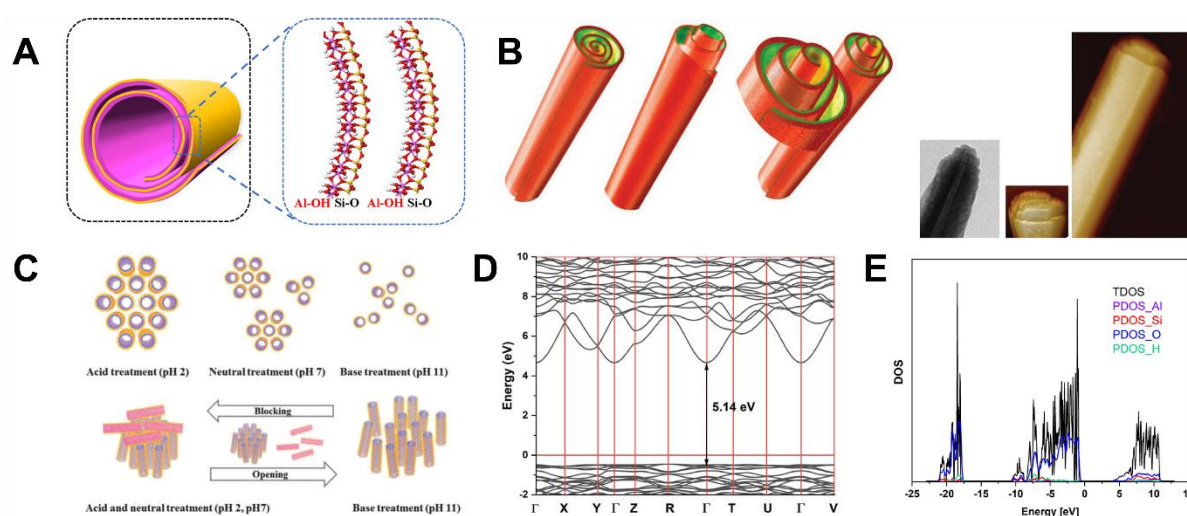 A
Al-OH Si-O Al-OH Si-O
B
C
Acid treatment (pH 2)
Neutral treatment (pH 7)
Base treatment (pH 11)
Blocking
Opening
Acid and neutral treatment (pH 2, pH7)
Base treatment (pH 11)
D
Energy (eV)
10
8
6
4
2
0
-2
5.14 eV
Γ X Y Γ Z R Γ T U Γ V
E
DOS
TDOS
PDOS_Al
PDOS_Si
PDOS_O
PDOS_H
-25 -20 -15 -10 -5 0 5 10
Energy [eV]